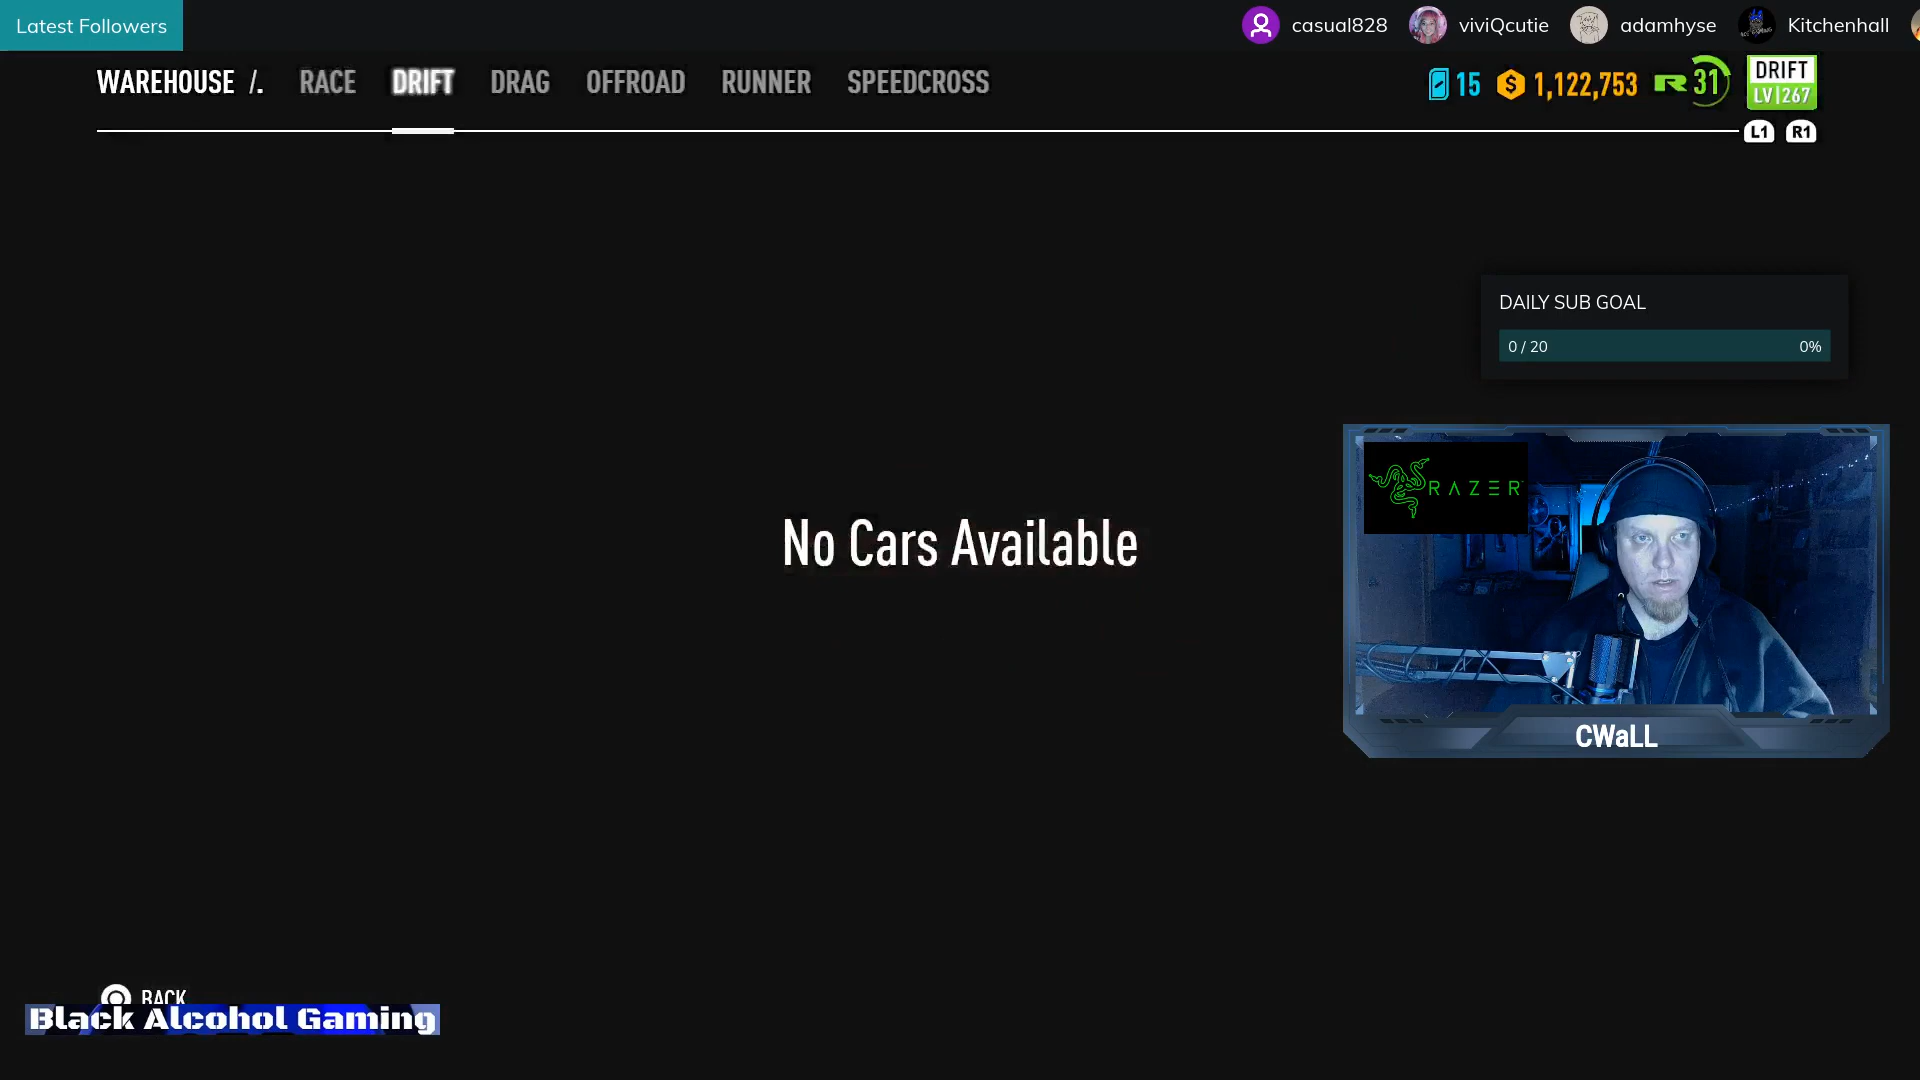 Latest Followers
casual828 viviQcutie adamhyse Kitchenhall
WAREHOUSE /. RACE DRIFT DRAG OFFROAD RUNNER SPEEDCROSS
15 1,122,753 R 31 DRIFT
LV|267
L1 R1
DAILY SUB GOAL
0 / 20 0%
RAZER
No Cars Available
CWaLL
BACK
Black Alcohol Gaming